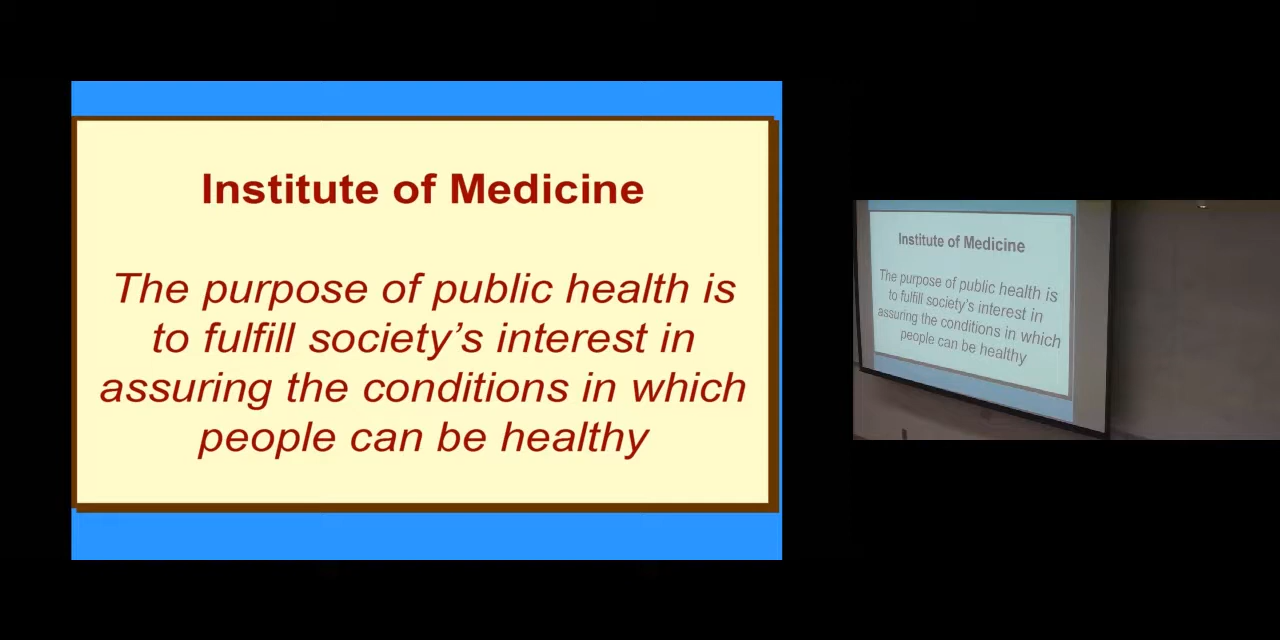 Institute of Medicine
The purpose of public health is
to fulfill society’s interest in
assuring the conditions in which
people can be healthy
Institute of Medicine
The purpose of public health is
to fulfill society’s interest in
assuring the conditions in which
people can be healthy